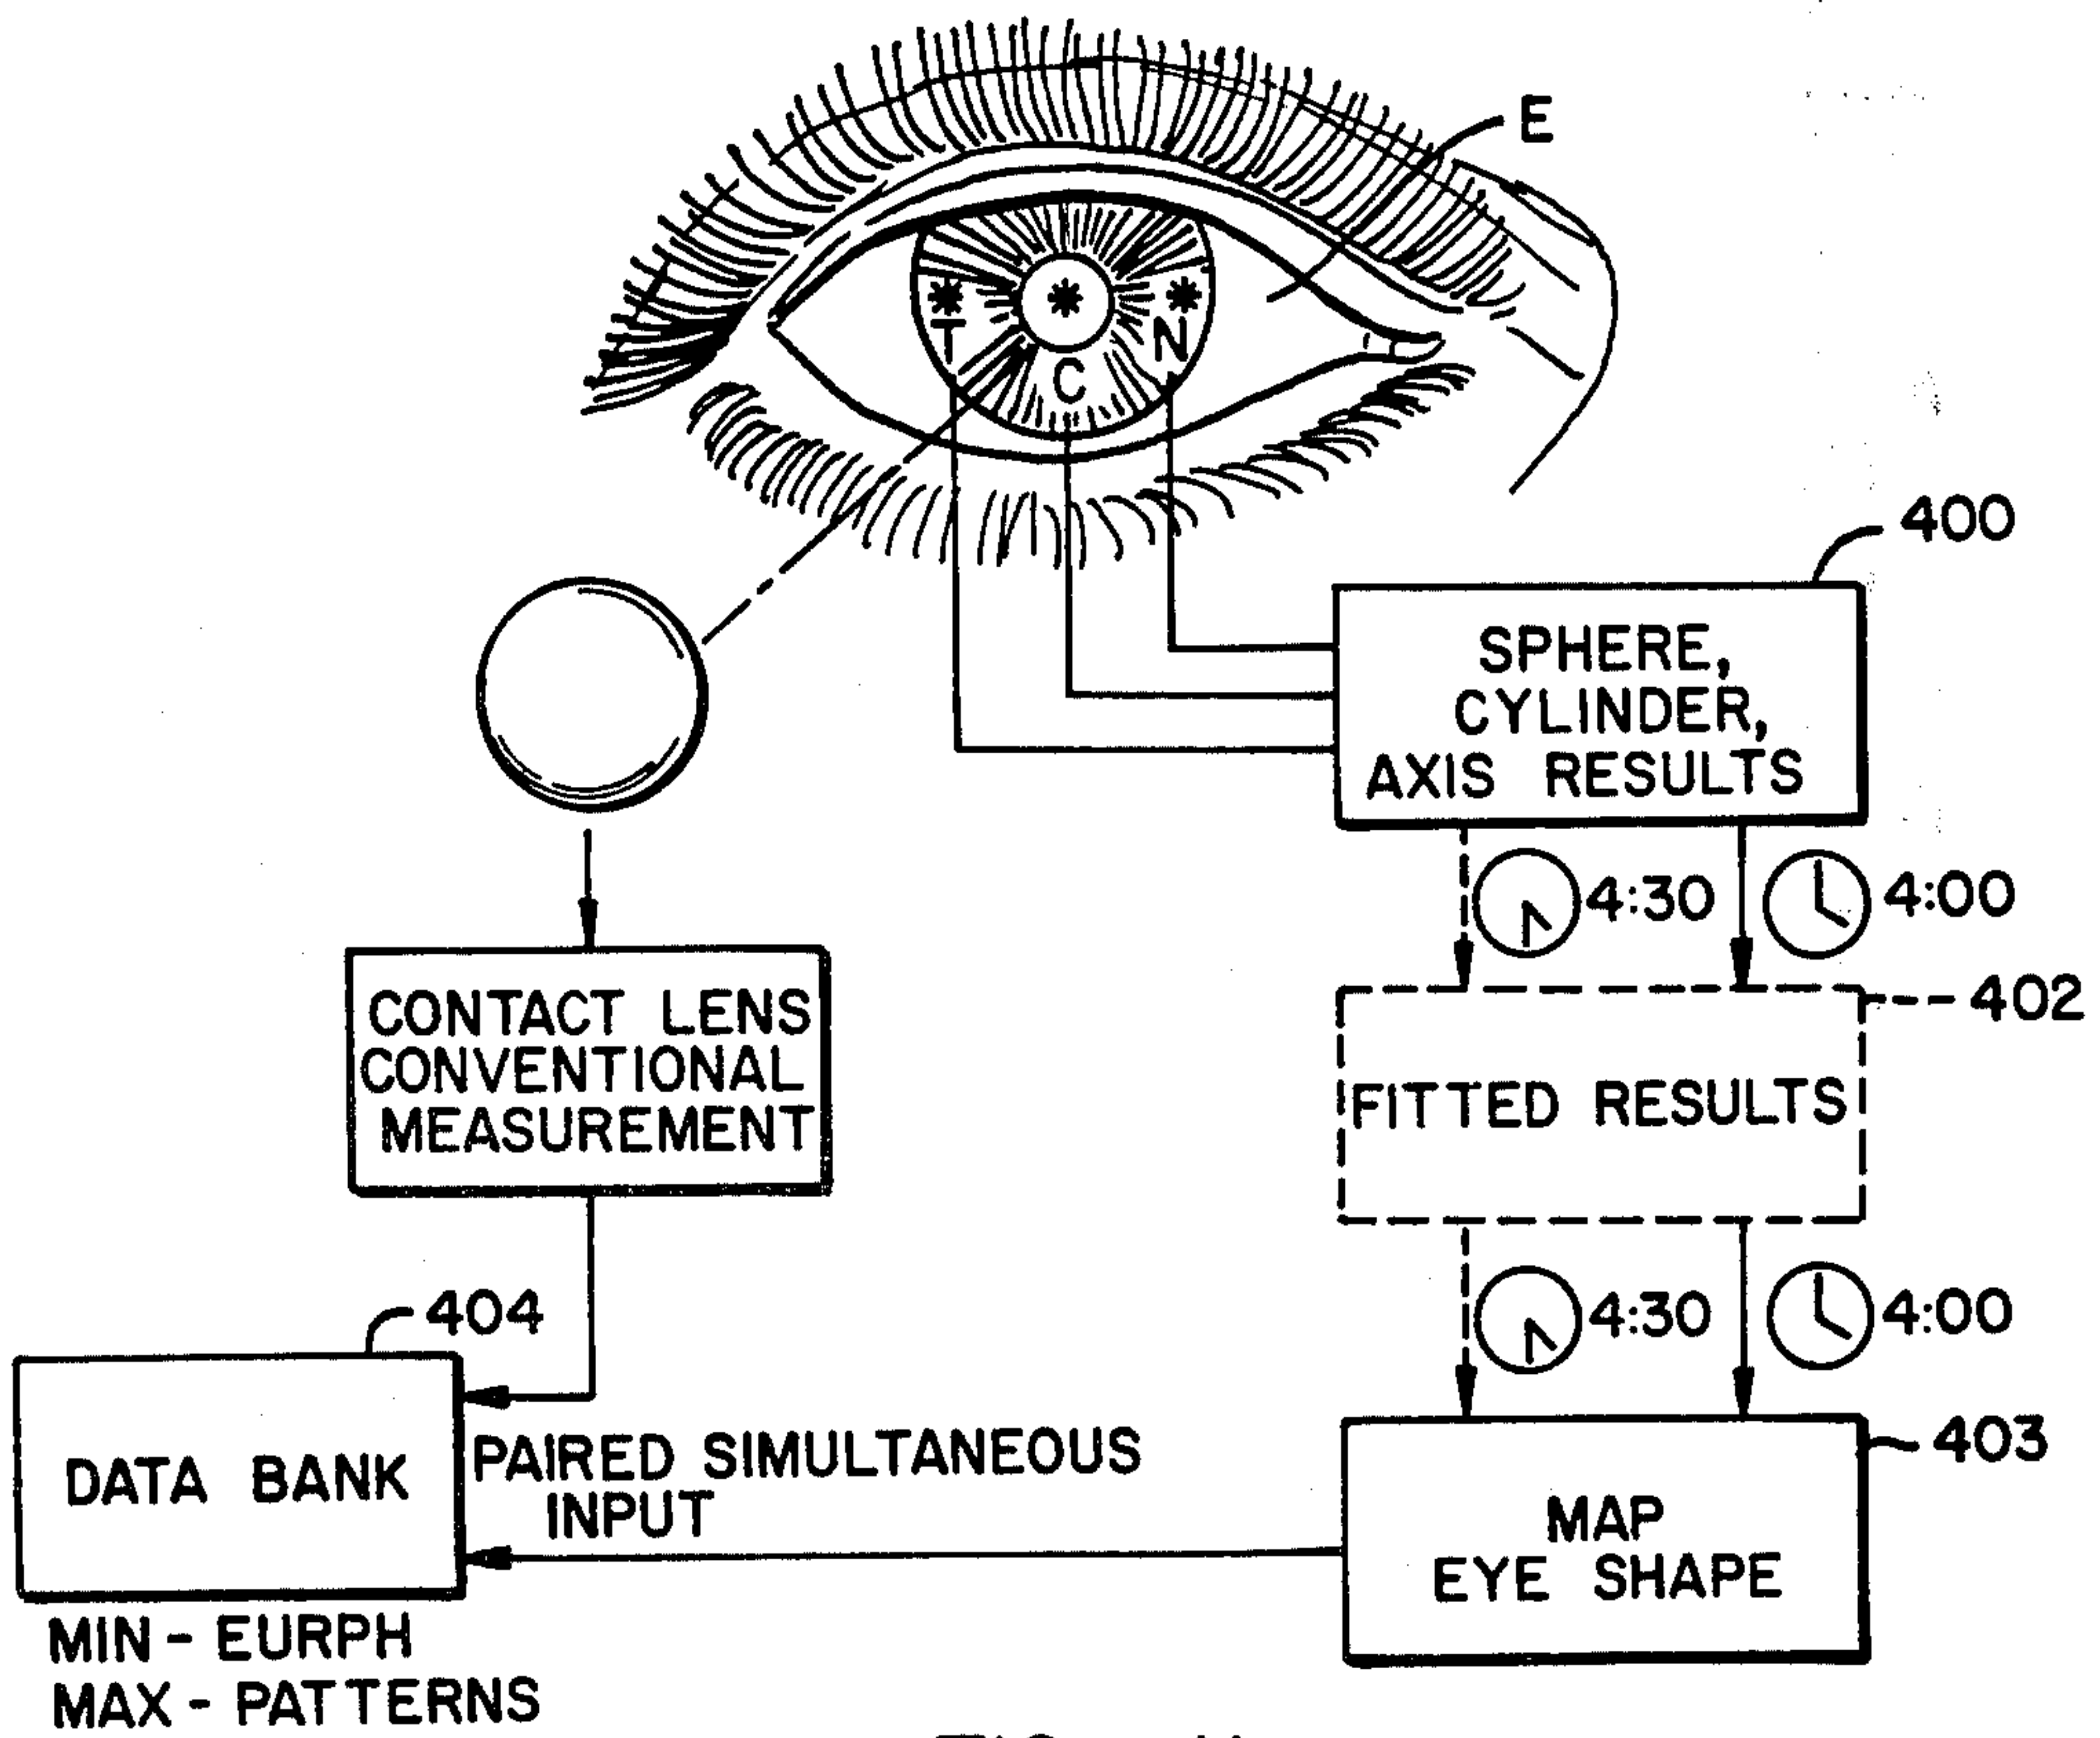 E
T
N
C
400
SPHERE,
CYLINDER,
AXIS RESULTS
4:30
4:00
402
CONTACT LENS
CONVENTIONAL
MEASUREMENT
FITTED RESULTS
4:30
4:00
404
403
DATA BANK
PAIRED SIMULTANEOUS
INPUT
MAP
EYE SHAPE
MIN - EURPH
MAX - PATTERNS